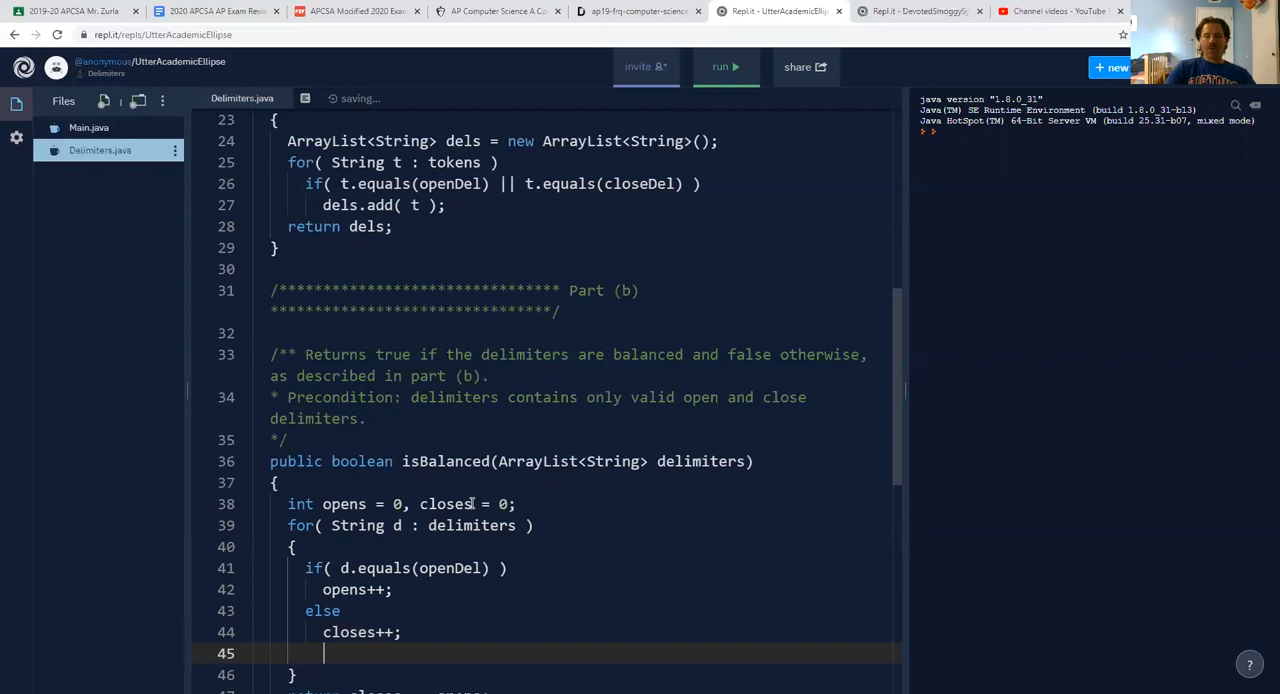 2019-20 APCSA Mr. Zurla
2020 APCSA AP Exam Revi
APCSA Modified 2020 Exam
AP Computer Science A Co
ap19-frq-computer-science
Repl.it - UtterAcademicEllip
Repl.it - DevotedSmoggySy
Channel videos - YouTube S
repl.it/repls/UtterAcademicEllipse
@anonymous/UtterAcademicEllipse
Delimiters
invite
run
share
+ new
Files
Delimiters.java
saving...
Main.java
Delimiters.java
java version "1.8.0_31"
Java(TM) SE Runtime Environment (build 1.8.0_31-b13)
Java HotSpot(TM) 64-Bit Server VM (build 25.31-b07, mixed mode)
23 {
24 ArrayList<String> dels = new ArrayList<String>();
25 for( String t : tokens )
26 if( t.equals(openDel) || t.equals(closeDel) )
27 dels.add( t );
28 return dels;
29 }
30
31 /******************************** Part (b)
********************************/
32
33 /** Returns true if the delimiters are balanced and false otherwise,
as described in part (b).
34 * Precondition: delimiters contains only valid open and close
delimiters.
35 */
36 public boolean isBalanced(ArrayList<String> delimiters)
37 {
38 int opens = 0, closes = 0;
39 for( String d : delimiters )
40 {
41 if( d.equals(openDel) )
42 opens++;
43 else
44 closes++;
45
46 }